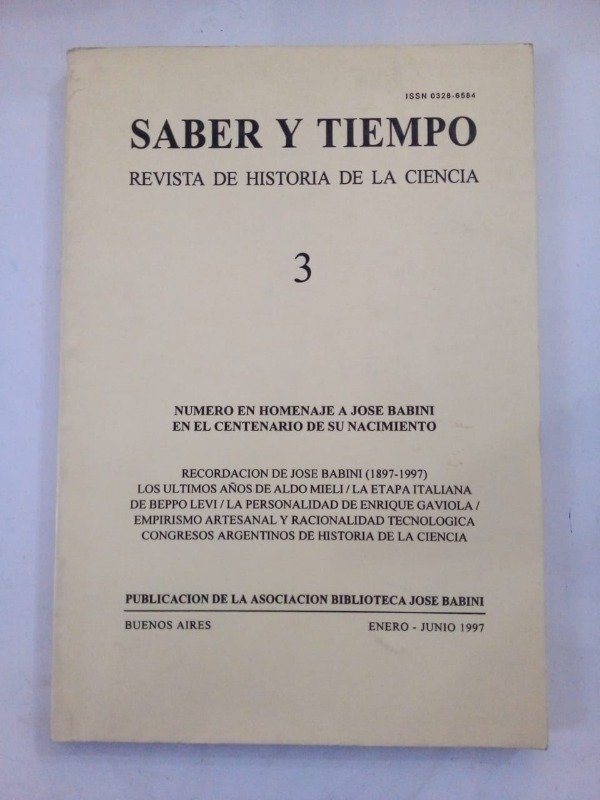 ISSN 0328-6584
SABER Y TIEMPO
REVISTA DE HISTORIA DE LA CIENCIA
3
NUMERO EN HOMENAJE A JOSE BABINI
EN EL CENTENARIO DE SU NACIMIENTO
RECORDACION DE JOSE BABINI (1897-1997)
LOS ULTIMOS AÑOS DE ALDO MIELI / LA ETAPA ITALIANA
DE BEPPO LEVI / LA PERSONALIDAD DE ENRIQUE GAVIOLA /
EMPIRISMO ARTESANAL Y RACIONALIDAD TECNOLOGICA
CONGRESOS ARGENTINOS DE HISTORIA DE LA CIENCIA
PUBLICACION DE LA ASOCIACION BIBLIOTECA JOSE BABINI
BUENOS AIRES ENERO - JUNIO 1997